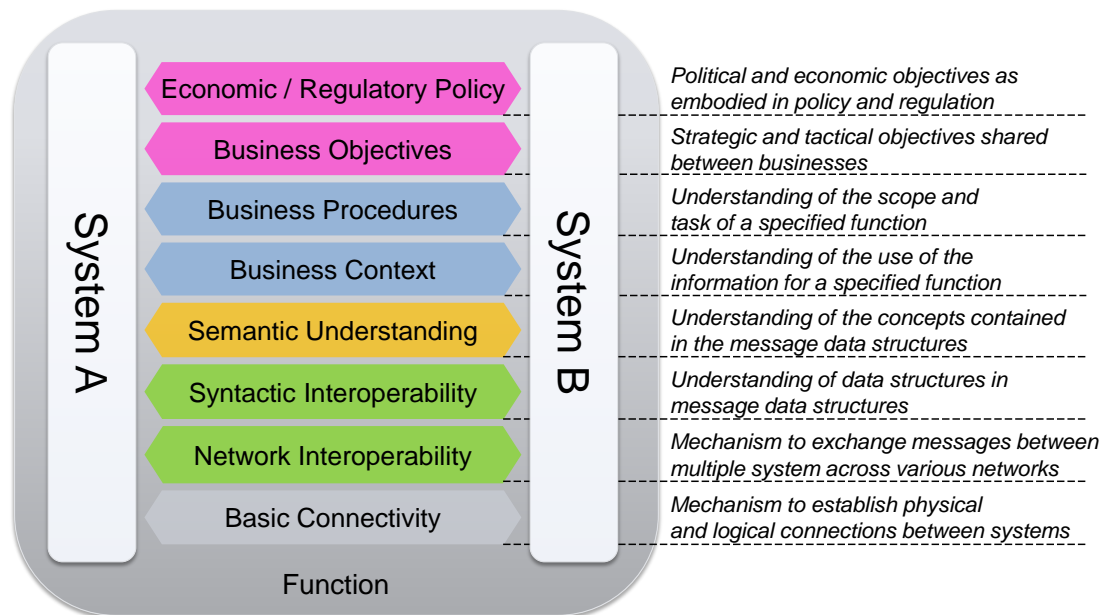 System A
System B
Economic / Regulatory Policy
Political and economic objectives as
embodied in policy and regulation
Business Objectives
Strategic and tactical objectives shared
between businesses
Business Procedures
Understanding of the scope and
task of a specified function
Business Context
Understanding of the use of the
information for a specified function
Semantic Understanding
Understanding of the concepts contained
in the message data structures
Syntactic Interoperability
Understanding of data structures in
message data structures
Network Interoperability
Mechanism to exchange messages between
multiple system across various networks
Basic Connectivity
Mechanism to establish physical
and logical connections between systems
Function